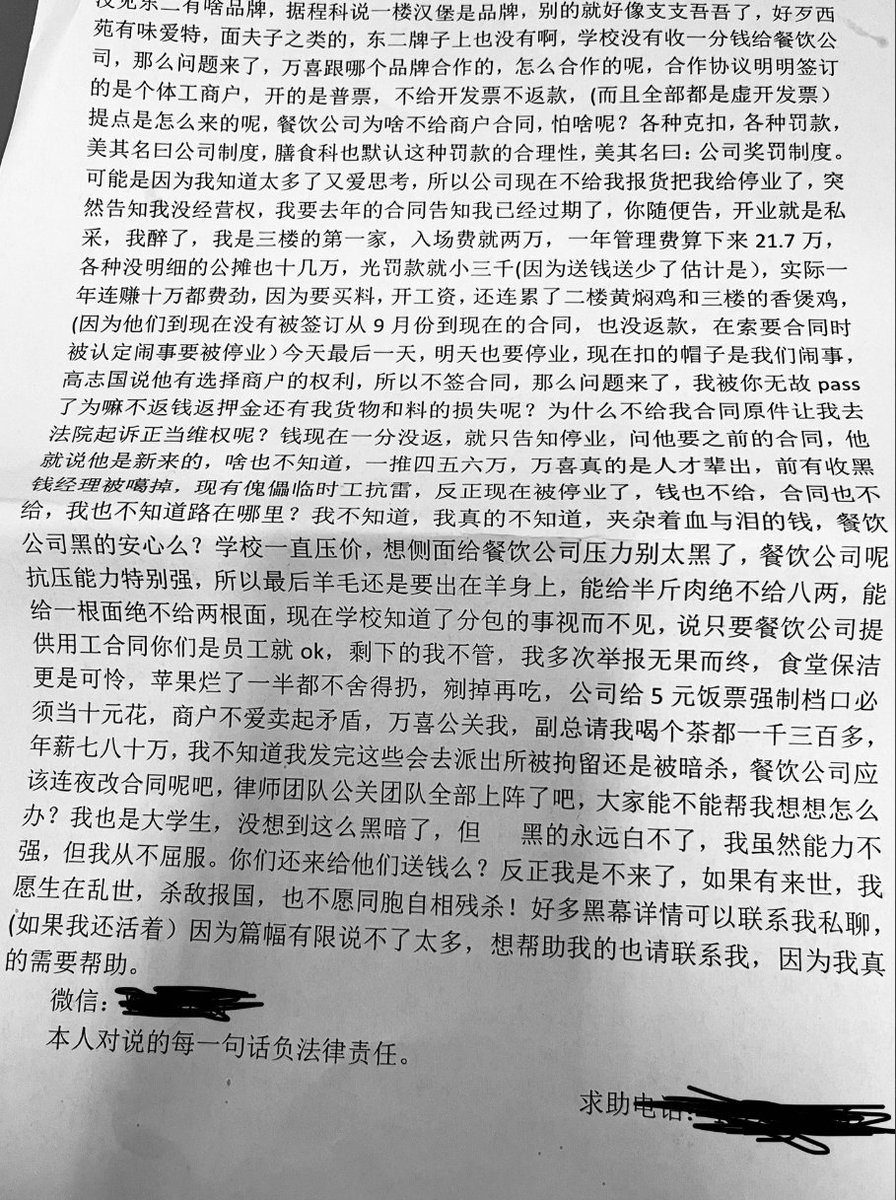 没见东二有啥品牌，据程科说一楼汉堡是品牌，别的就好像支支吾吾了，好歹西
苑有味爱特，面夫子之类的，东二牌子上也没有啊，学校没有收一分钱给餐饮公
司，那么问题来了，万喜跟哪个品牌合作的，怎么合作的呢，合作协议明明签订
的是个体工商户，开的是普票，不给开发票不返款，（而且全部都是虚开发票）
提点是怎么来的呢，餐饮公司为啥不给商户合同，怕啥呢？各种克扣，各种罚款，
美其名曰公司制度，膳食科也默认这种罚款的合理性，美其名曰：公司奖罚制度。
可能是因为我知道太多了又爱思考，所以公司现在不给我报货把我给停业了，突
然告知我没经营权，我要去年的合同告知我已经过期了，你随便告，开业就是私
采，我醉了，我是三楼的第一家，入场费就两万，一年管理费算下来 21.7 万，
各种没明细的公摊也十几万，光罚款就小三千(因为送钱送少了估计是），实际一
年连赚十万都费劲，因为要买料，开工资，还连累了二楼黄焖鸡和三楼的香煲鸡，
(因为他们到现在没有被签订从 9 月份到现在的合同，也没返款，在索要合同时
被认定闹事要被停业）今天最后一天，明天也要停业，现在扣的帽子是我们闹事，
高志国说他有选择商户的权利，所以不签合同，那么问题来了，我被你无故 pass
了为嘛不返钱返押金还有我货物和料的损失呢？为什么不给我合同原件让我去
法院起诉正当维权呢？钱现在一分没返，就只告知停业，问他要之前的合同，他
就说他是新来的，啥也不知道，一推四五六万，万喜真的是人才辈出，前有收黑
钱经理被噶掉，现有傀儡临时工抗雷，反正现在被停业了，钱也不给，合同也不
给，我也不知道路在哪里？我不知道，我真的不知道，夹杂着血与泪的钱，餐饮
公司黑的安心么？学校一直压价，想侧面给餐饮公司压力别太黑了，餐饮公司呢
抗压能力特别强，所以最后羊毛还是要出在羊身上，能给半斤肉绝不给八两，能
给一根面绝不给两根面，现在学校知道了分包的事视而不见，说只要餐饮公司提
供用工合同你们是员工就 ok，剩下的我不管，我多次举报无果而终，食堂保洁
更是可怜，苹果烂了一半都不舍得扔，剜掉再吃，公司给 5 元饭票强制档口必
须当十元花，商户不爱卖起矛盾，万喜公关我，副总请我喝个茶都一千三百多，
年薪七八十万，我不知道我发完这些会去派出所被拘留还是被暗杀，餐饮公司应
该连夜改合同呢吧，律师团队公关团队全部上阵了吧，大家能不能帮我想想怎么
办？我也是大学生，没想到这么黑暗了，但 黑的永远白不了，我虽然能力不
强，但我从不屈服。你们还来给他们送钱么？反正我是不来了，如果有来世，我
愿生在乱世，杀敌报国，也不愿同胞自相残杀！好多黑幕详情可以联系我私聊，
(如果我还活着）因为篇幅有限说不了太多，想帮助我的也请联系我，因为我真
的需要帮助。
微信：
本人对说的每一句话负法律责任。
求助电话：